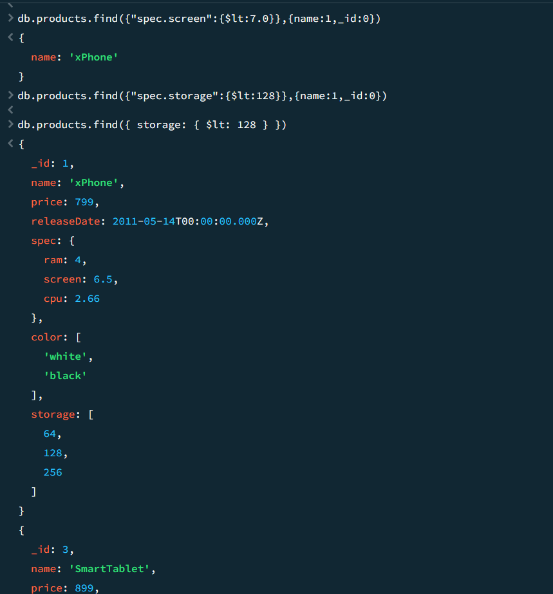 > db.products.find({"spec.screen":{$lt:7.0}},{name:1,_id:0})
< {
name: 'xPhone'
}
> db.products.find({"spec.storage":{$lt:128}},{name:1,_id:0})
<
> db.products.find({ storage: { $lt: 128 } })
< {
_id: 1,
name: 'xPhone',
price: 799,
releaseDate: 2011-05-14T00:00:00.000Z,
spec: {
ram: 4,
screen: 6.5,
cpu: 2.66
},
color: [
'white',
'black'
],
storage: [
64,
128,
256
]
}
{
_id: 3,
name: 'SmartTablet',
price: 899,